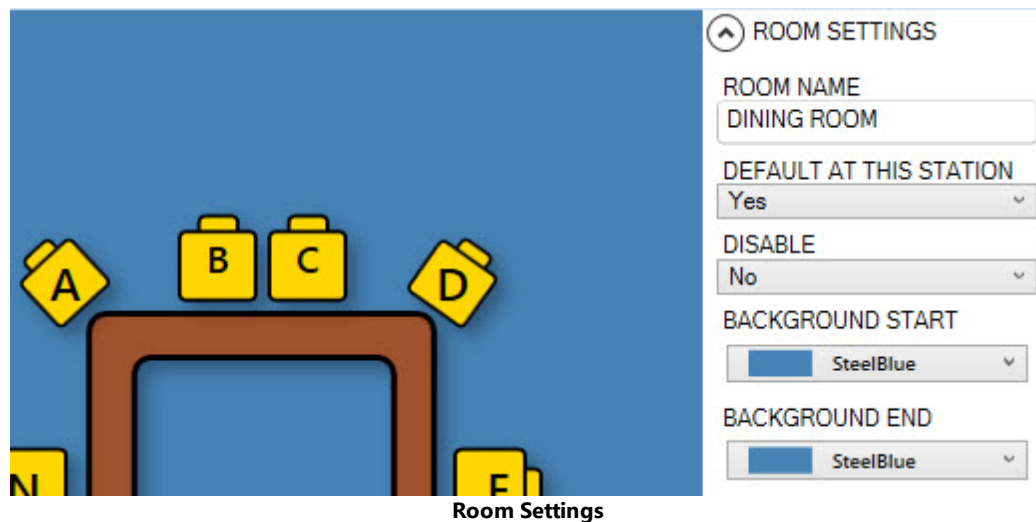 ROOM SETTINGS
ROOM NAME
DINING ROOM
DEFAULT AT THIS STATION
Yes
DISABLE
No
BACKGROUND START
SteelBlue
BACKGROUND END
SteelBlue
A
B
C
D
N
Room Settings